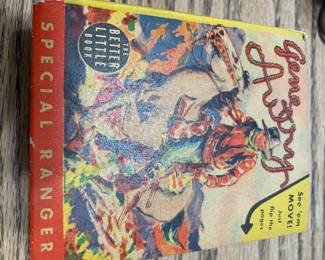 SPECIAL RANGER
THE
BETTER
LITTLE
BOOK
Gene
Autry
See 'em
MOVE!
Just
flip the
pages